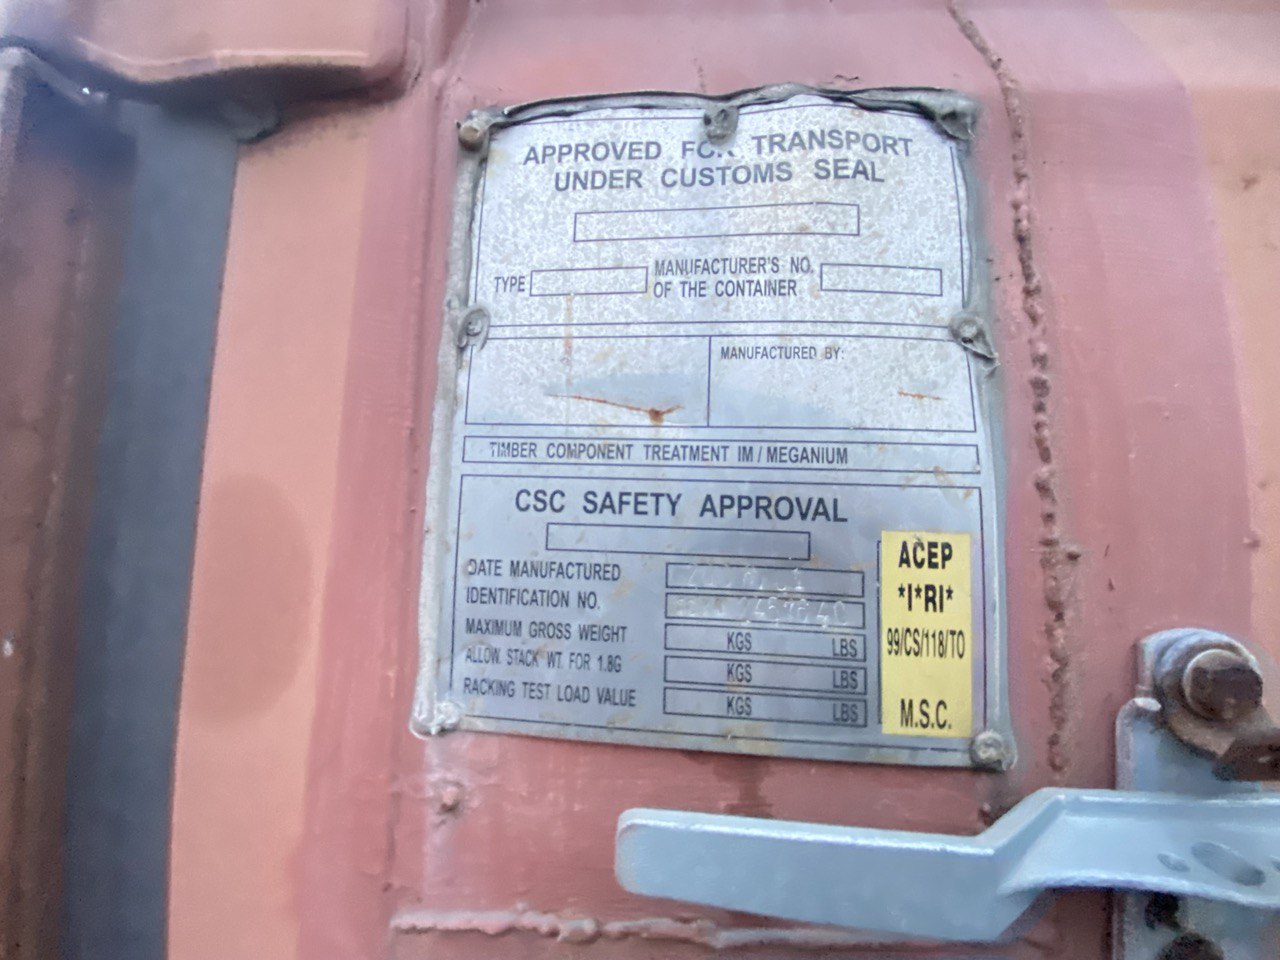 APPROVED FOR TRANSPORT
UNDER CUSTOMS SEAL
TYPE
MANUFACTURER'S NO.
OF THE CONTAINER
MANUFACTURED BY:
TIMBER COMPONENT TREATMENT IM / MEGANIUM
CSC SAFETY APPROVAL
DATE MANUFACTURED
IDENTIFICATION NO.
MAXIMUM GROSS WEIGHT KGS LBS
ALLOW. STACK WT. FOR 1.8G KGS LBS
RACKING TEST LOAD VALUE KGS LBS
ACEP
*I*RI*
99/CS/118/TO
M.S.C.